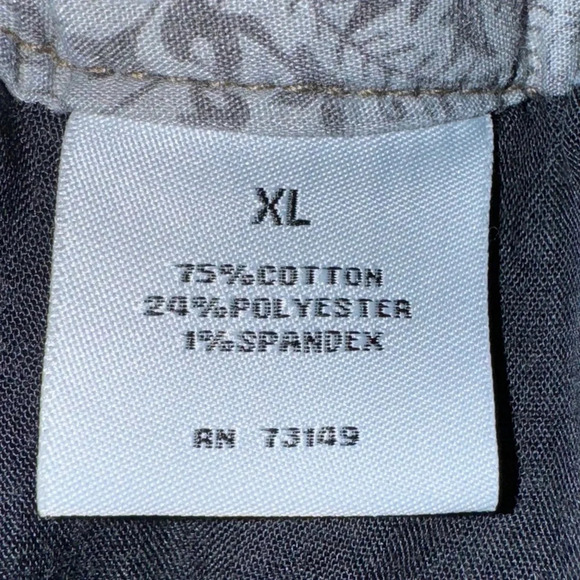 XL
75%COTTON
24%POLYESTER
1%SPANDEX
RN 73149